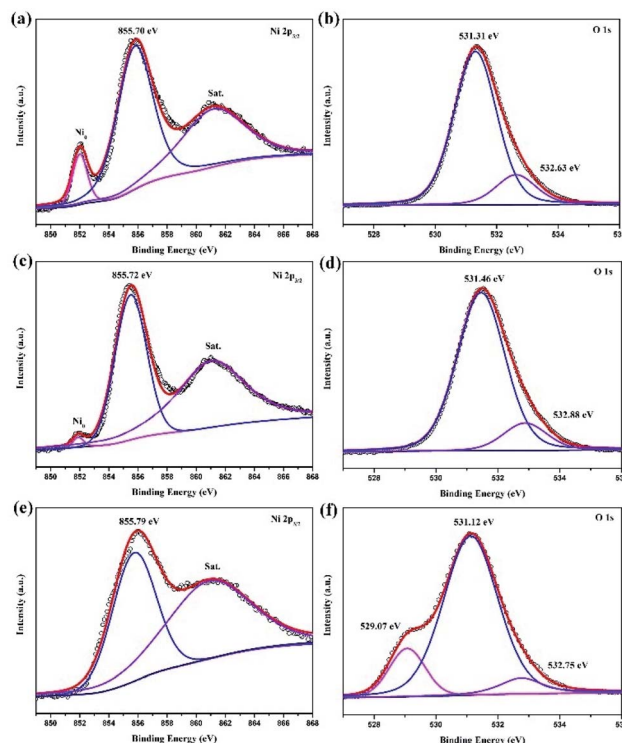 (a)
855.70 eV
Ni 2p3/2
Ni0
Sat.
Intensity (a.u.)
850 852 854 856 858 860 862 864 866 868
Binding Energy (eV)
(b)
531.31 eV
O 1s
532.63 eV
Intensity (a.u.)
528 530 532 534
Binding Energy (eV)
(c)
855.72 eV
Ni 2p3/2
Ni0
Sat.
Intensity (a.u.)
850 852 854 856 858 860 862 864 866 868
Binding Energy (eV)
(d)
531.46 eV
O 1s
532.88 eV
Intensity (a.u.)
528 530 532 534
Binding Energy (eV)
(e)
855.79 eV
Ni 2p3/2
Sat.
Intensity (a.u.)
850 852 854 856 858 860 862 864 866 868
Binding Energy (eV)
(f)
531.12 eV
O 1s
529.07 eV
532.75 eV
Intensity (a.u.)
528 530 532 534
Binding Energy (eV)